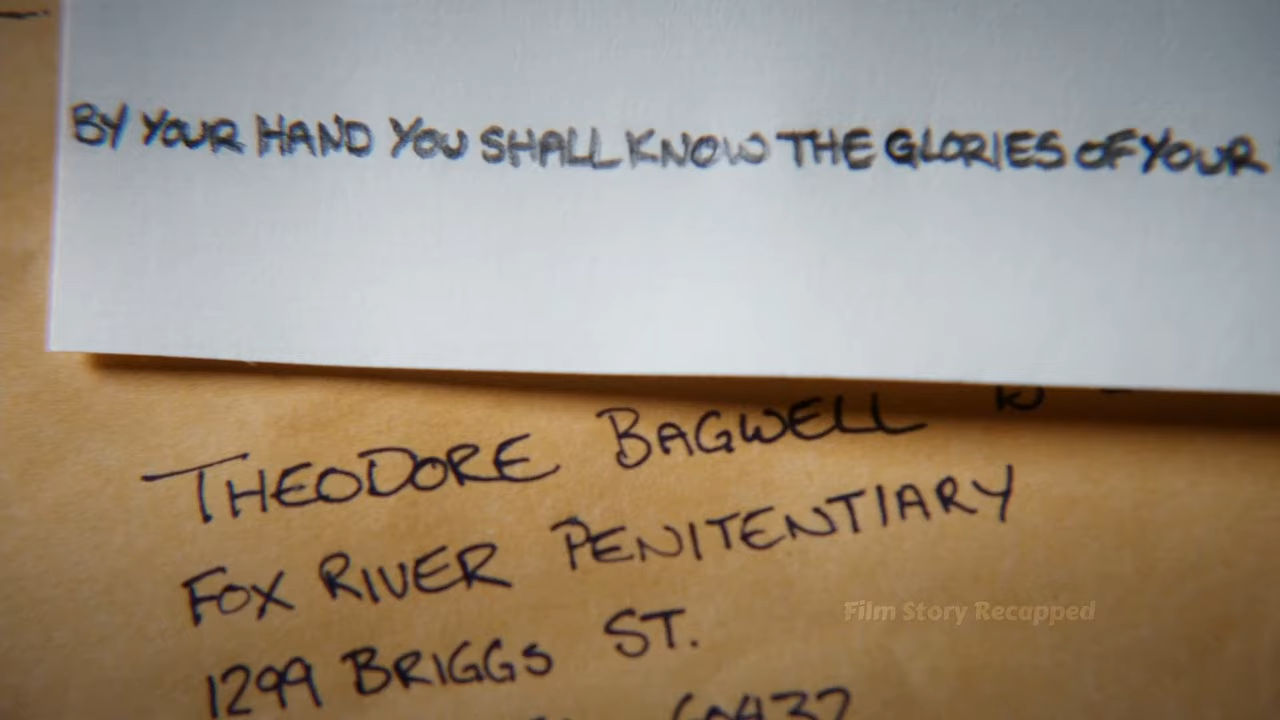 BY YOUR HAND YOU SHALL KNOW THE GLORIES OF YOUR
THEODORE BAGWELL
FOX RIVER PENITENTIARY
Film Story Recapped
1299 BRIGGS ST.